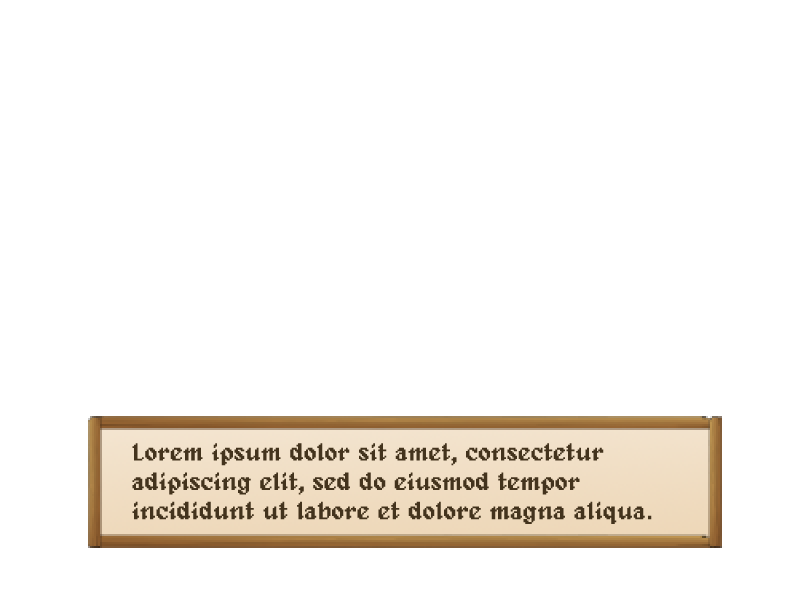 Lorem ipsum dolor sit amet, consectetur
adipiscing elit, sed do eiusmod tempor
incididunt ut labore et dolore magna aliqua.